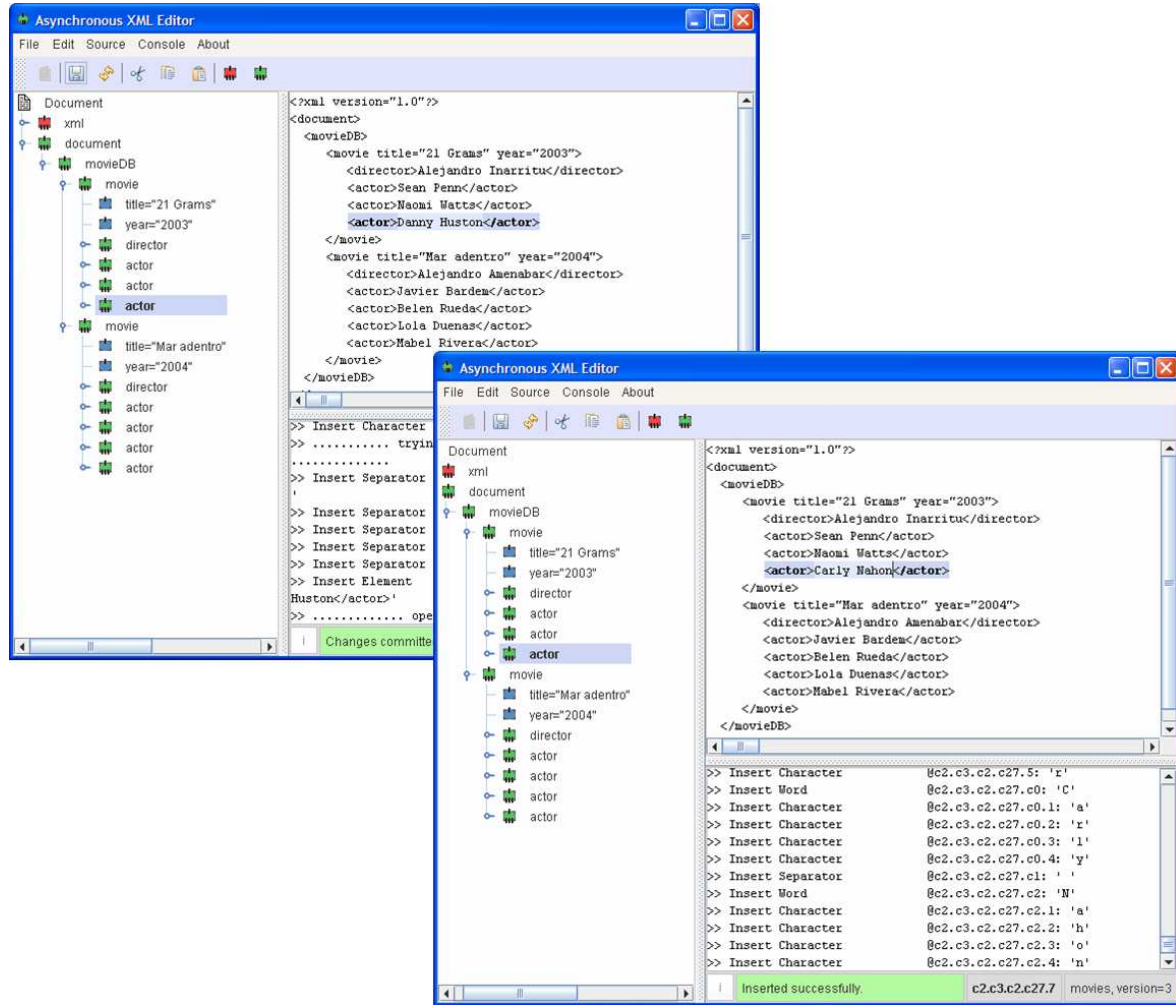 Asynchronous XML Editor
File Edit Source Console About
Document
xml
document
movieDB
movie
title="21 Grams"
year="2003"
director
actor
actor
actor
movie
title="Mar adentro"
year="2004"
director
actor
actor
actor
actor
<?xml version="1.0"?>
<document>
<movieDB>
<movie title="21 Grams" year="2003">
<director>Alejandro Inarritu</director>
<actor>Sean Penn</actor>
<actor>Naomi Watts</actor>
<actor>Danny Huston</actor>
</movie>
<movie title="Mar adentro" year="2004">
<director>Alejandro Amenabar</director>
<actor>Javier Bardem</actor>
<actor>Belen Rueda</actor>
<actor>Lola Duenas</actor>
<actor>Mabel Rivera</actor>
</movie>
</movieDB>
>> Insert Character
>> ........... tryin
..............
>> Insert Separator
'
>> Insert Separator
>> Insert Separator
>> Insert Separator
>> Insert Separator
>> Insert Element
Huston</actor>'
>> ............. ope
i Changes committe
Asynchronous XML Editor
File Edit Source Console About
Document
xml
document
movieDB
movie
title="21 Grams"
year="2003"
director
actor
actor
actor
movie
title="Mar adentro"
year="2004"
director
actor
actor
actor
actor
<?xml version="1.0"?>
<document>
<movieDB>
<movie title="21 Grams" year="2003">
<director>Alejandro Inarritu</director>
<actor>Sean Penn</actor>
<actor>Naomi Watts</actor>
<actor>Carly Nahon</actor>
</movie>
<movie title="Mar adentro" year="2004">
<director>Alejandro Amenabar</director>
<actor>Javier Bardem</actor>
<actor>Belen Rueda</actor>
<actor>Lola Duenas</actor>
<actor>Mabel Rivera</actor>
</movie>
</movieDB>
>> Insert Character @c2.c3.c2.c27.5: 'r'
>> Insert Word @c2.c3.c2.c27.c0: 'C'
>> Insert Character @c2.c3.c2.c27.c0.1: 'a'
>> Insert Character @c2.c3.c2.c27.c0.2: 'r'
>> Insert Character @c2.c3.c2.c27.c0.3: 'l'
>> Insert Character @c2.c3.c2.c27.c0.4: 'y'
>> Insert Separator @c2.c3.c2.c27.c1: ' '
>> Insert Word @c2.c3.c2.c27.c2: 'N'
>> Insert Character @c2.c3.c2.c27.c2.1: 'a'
>> Insert Character @c2.c3.c2.c27.c2.2: 'h'
>> Insert Character @c2.c3.c2.c27.c2.3: 'o'
>> Insert Character @c2.c3.c2.c27.c2.4: 'n'
i Inserted successfully. c2.c3.c2.c27.7 movies, version=3